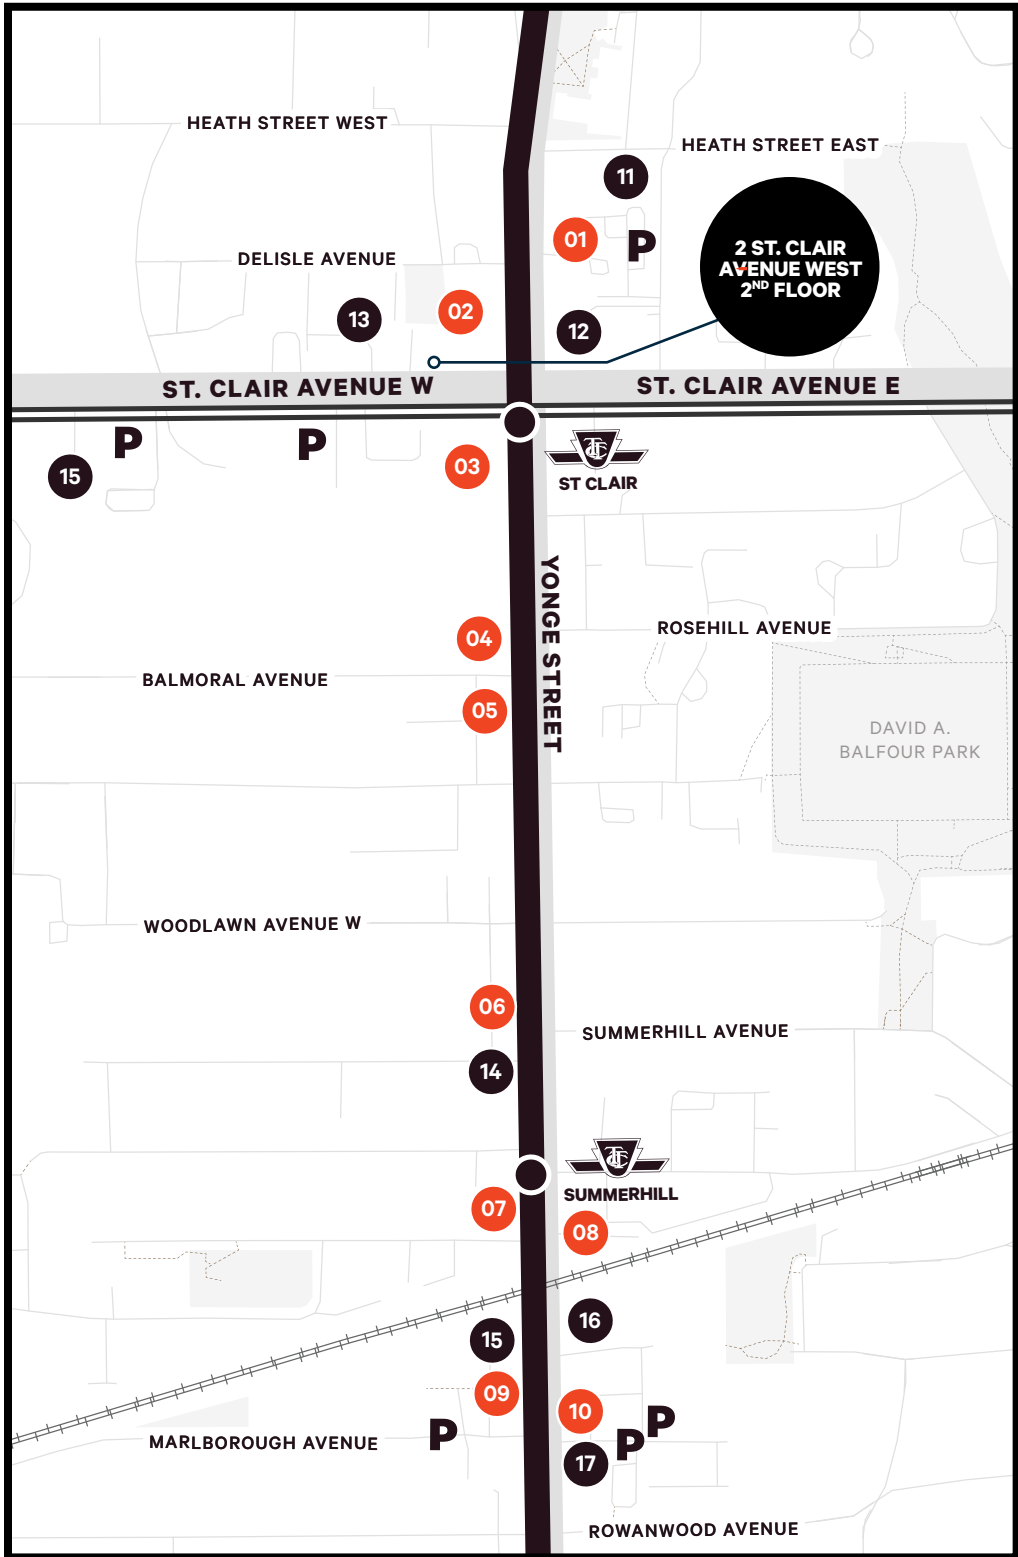 HEATH STREET WEST
HEATH STREET EAST
11
01
P
2 ST. CLAIR
AVENUE WEST
2ND FLOOR
DELISLE AVENUE
13
02
12
ST. CLAIR AVENUE W
ST. CLAIR AVENUE E
P
P
15
03
TTC
ST CLAIR
YONGE STREET
04
ROSEHILL AVENUE
BALMORAL AVENUE
05
DAVID A.
BALFOUR PARK
WOODLAWN AVENUE W
06
SUMMERHILL AVENUE
14
TTC
SUMMERHILL
07
08
16
15
09
10
P
P
P
MARLBOROUGH AVENUE
17
ROWANWOOD AVENUE